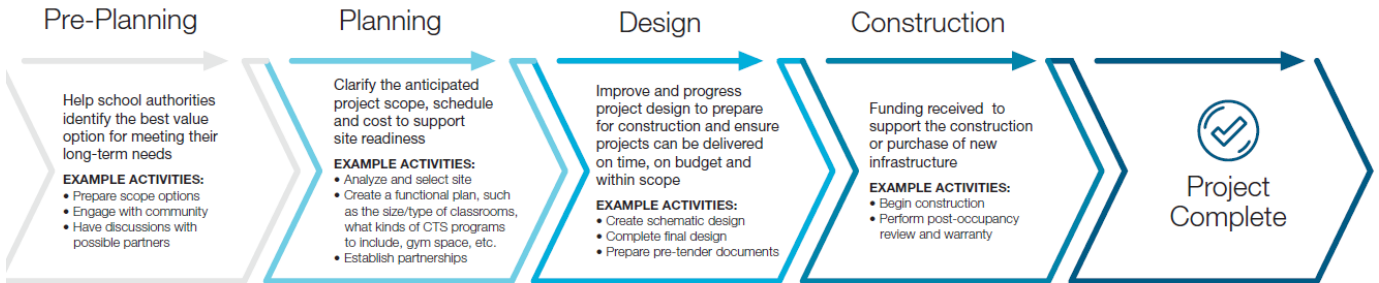 Pre-Planning
Help school authorities
identify the best value
option for meeting their
long-term needs
EXAMPLE ACTIVITIES:
• Prepare scope options
• Engage with community
• Have discussions with
possible partners
Planning
Clarify the anticipated
project scope, schedule
and cost to support
site readiness
EXAMPLE ACTIVITIES:
• Analyze and select site
• Create a functional plan, such
as the size/type of classrooms,
what kinds of CTS programs
to include, gym space, etc.
• Establish partnerships
Design
Improve and progress
project design to prepare
for construction and ensure
projects can be delivered
on time, on budget and
within scope
EXAMPLE ACTIVITIES:
• Create schematic design
• Complete final design
• Prepare pre-tender documents
Construction
Funding received to
support the construction
or purchase of new
infrastructure
EXAMPLE ACTIVITIES:
• Begin construction
• Perform post-occupancy
review and warranty
Project
Complete